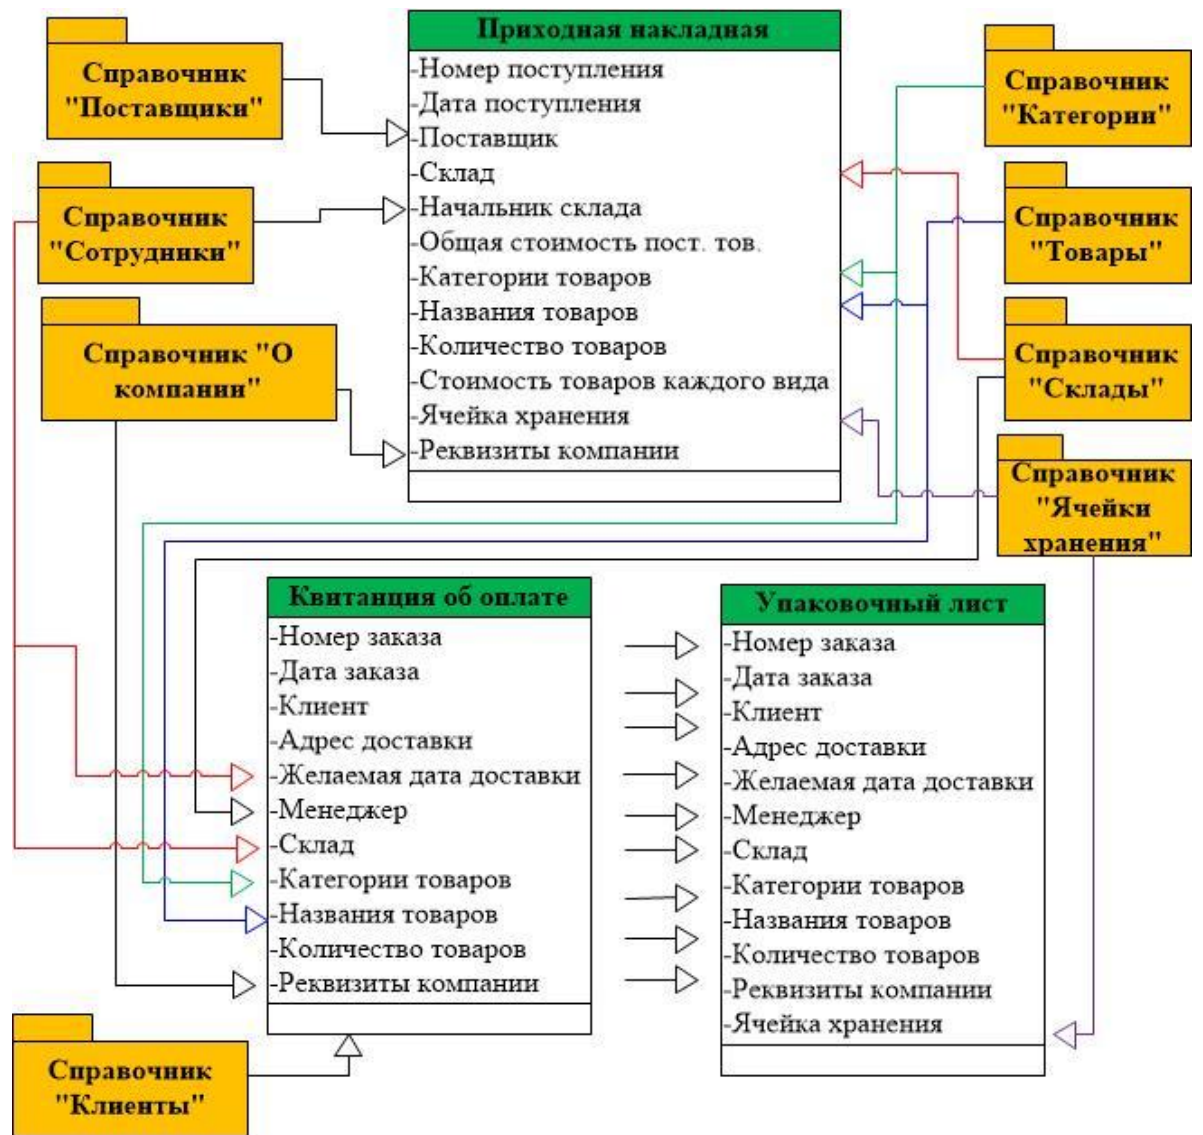 Справочник
"Поставщики"
Справочник
"Сотрудники"
Справочник "О
компании"
Приходная накладная
-Номер поступления
-Дата поступления
-Поставщик
-Склад
-Начальник склада
-Общая стоимость пост. тов.
-Категории товаров
-Названия товаров
-Количество товаров
-Стоимость товаров каждого вида
-Ячейка хранения
-Реквизиты компании
Справочник
"Категории"
Справочник
"Товары"
Справочник
"Склады"
Справочник
"Ячейки
хранения"
Квитанция об оплате
-Номер заказа
-Дата заказа
-Клиент
-Адрес доставки
-Желаемая дата доставки
-Менеджер
-Склад
-Категории товаров
-Названия товаров
-Количество товаров
-Реквизиты компании
Упаковочный лист
-Номер заказа
-Дата заказа
-Клиент
-Адрес доставки
-Желаемая дата доставки
-Менеджер
-Склад
-Категории товаров
-Названия товаров
-Количество товаров
-Реквизиты компании
-Ячейка хранения
Справочник
"Клиенты"